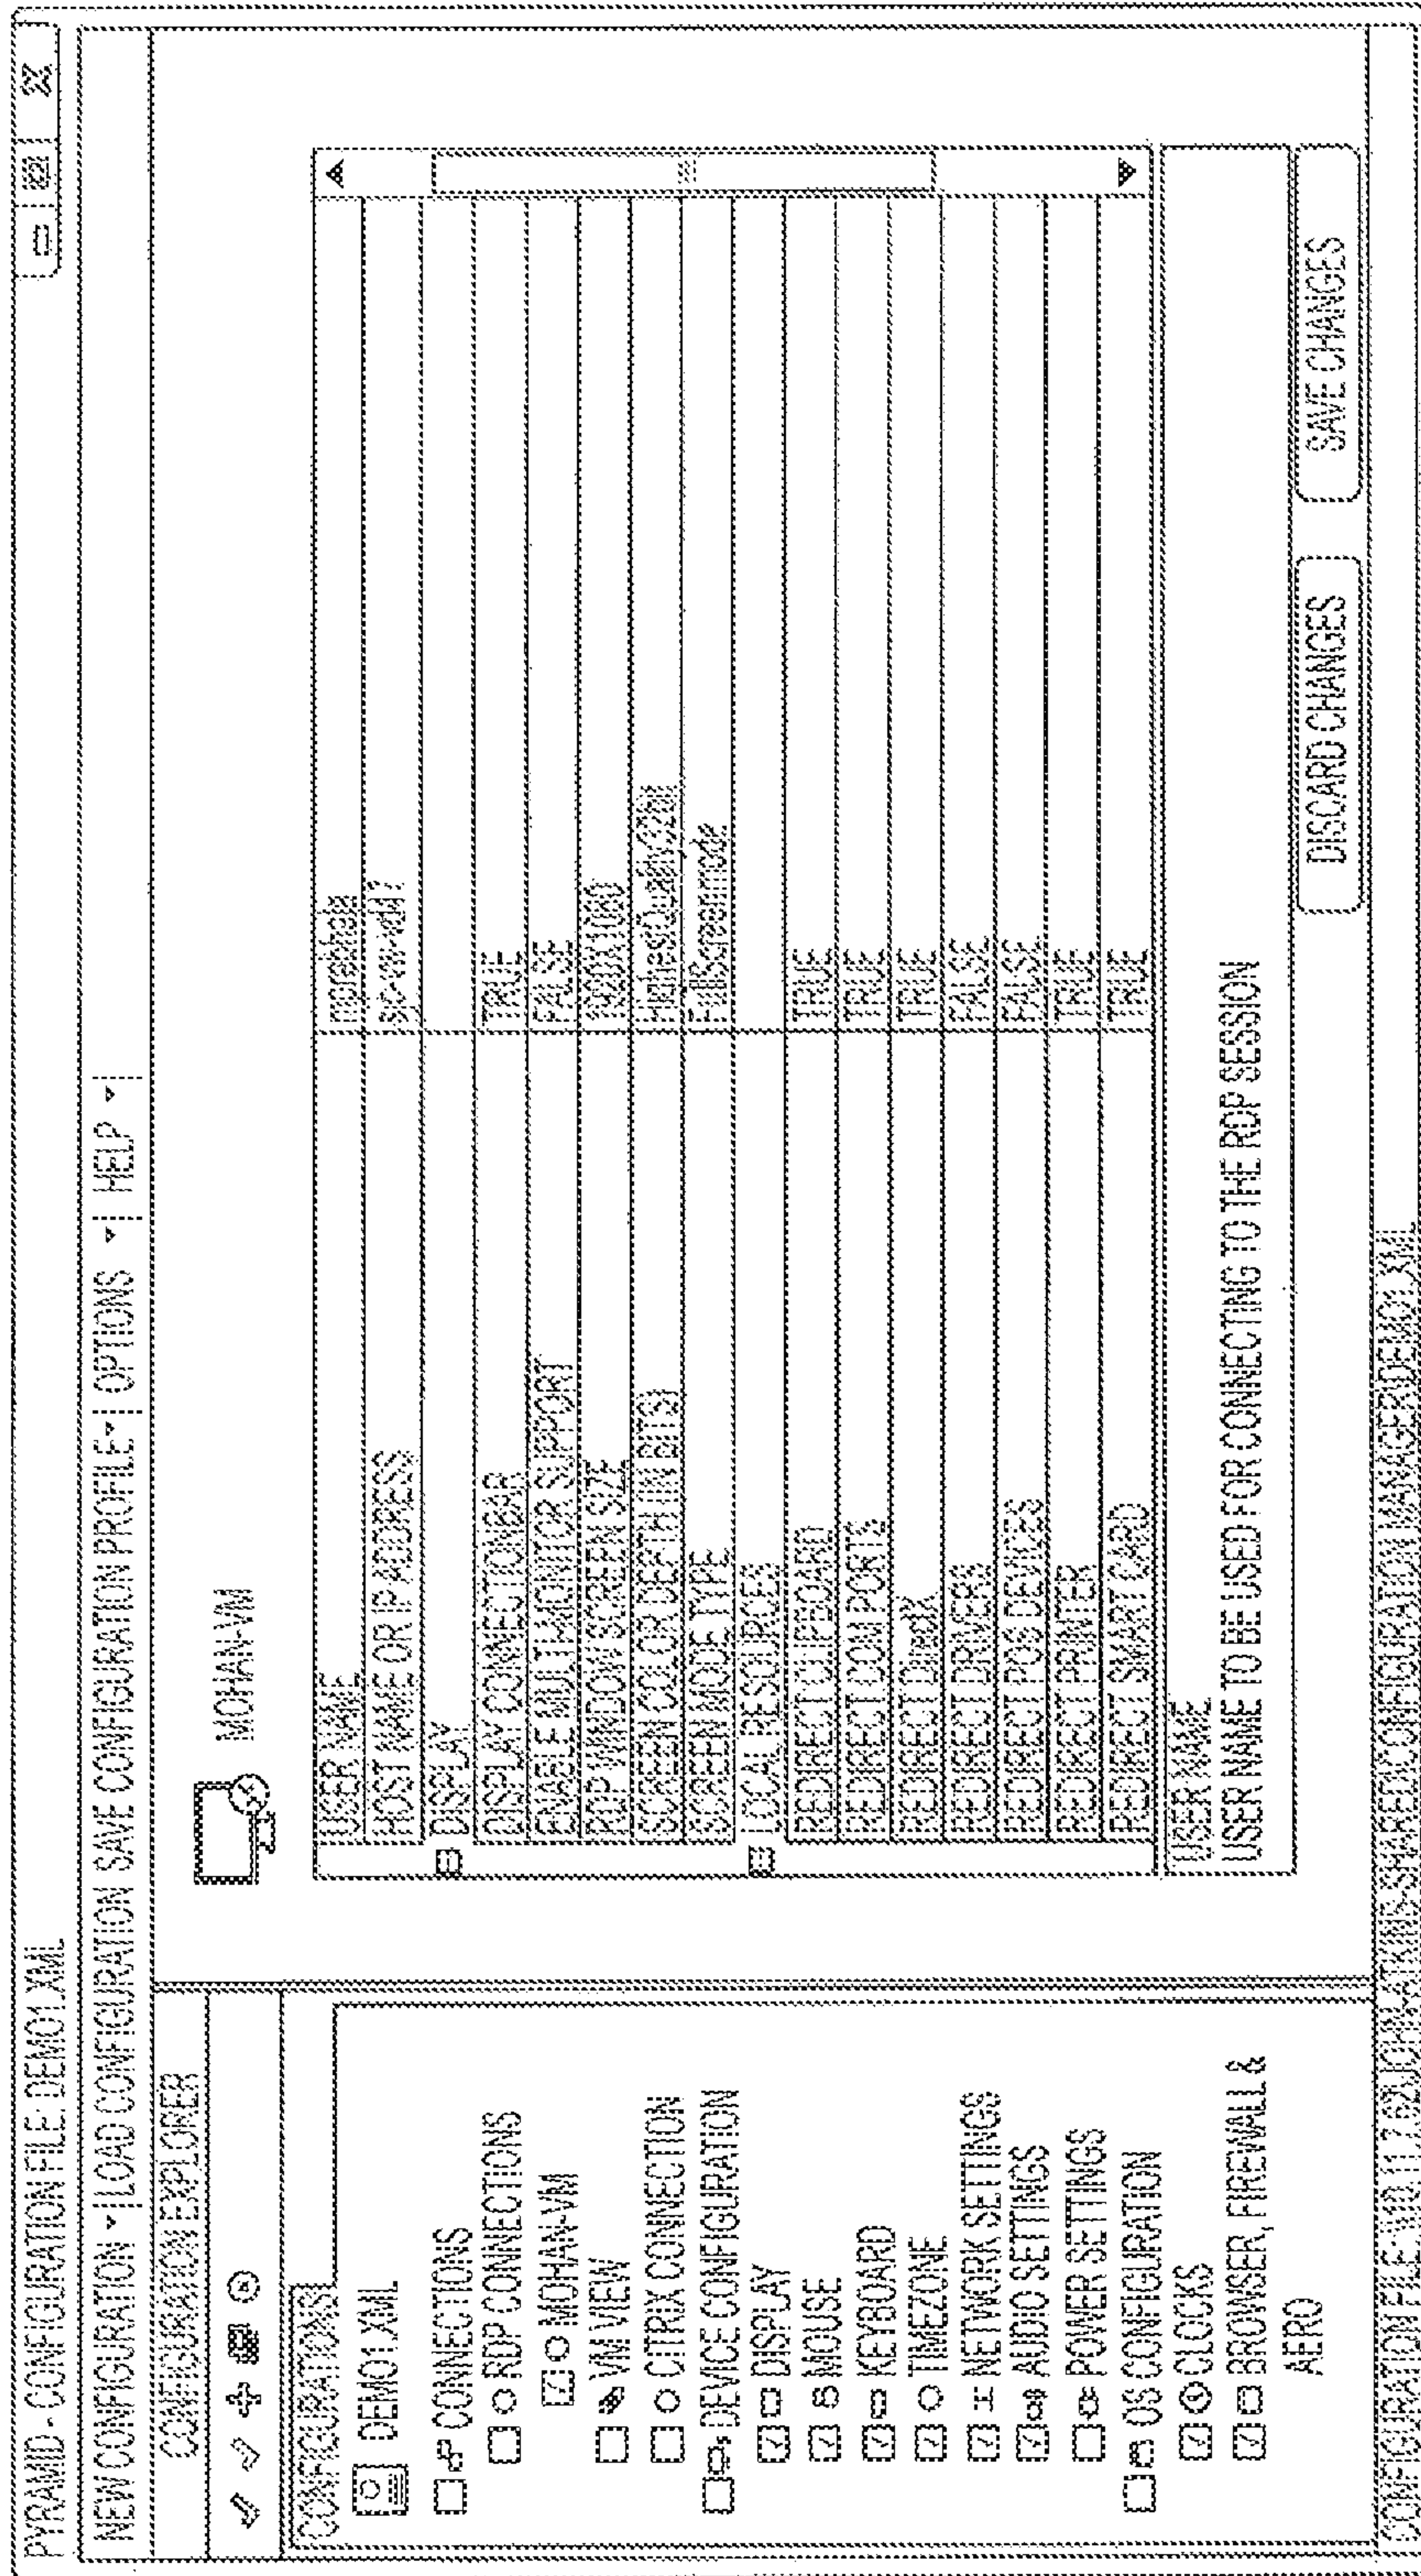 PYRAMID - CONFIGURATION FILE: DEMO1.XML
NEW CONFIGURATION LOAD CONFIGURATION SAVE CONFIGURATION PROFILE OPTIONS HELP
CONFIGURATION EXPLORER
CONFIGURATIONS
DEMO1.XML
CONNECTIONS
RDP CONNECTIONS
MOHAN-VM
VM VIEW
CITRIX CONNECTION
DEVICE CONFIGURATION
DISPLAY
MOUSE
KEYBOARD
TIMEZONE
NETWORK SETTINGS
AUDIO SETTINGS
POWER SETTINGS
OS CONFIGURATION
CLOCKS
BROWSER, FIREWALL &
AERO
MOHAN-VM
USER NAME
HOST NAME OR IP ADDRESS
DISPLAY
DISPLAY CONNECTIONBAR TRUE
ENABLE MULTI-MONITOR SUPPORT FALSE
RDP WINDOW SCREEN SIZE
SCREEN COLOR DEPTH (IN BITS)
SCREEN MODE TYPE FullScreenmode
LOCAL RESOURCES
REDIRECT CLIPBOARD TRUE
REDIRECT COM PORTS TRUE
REDIRECT DirectX TRUE
REDIRECT DRIVERS FALSE
REDIRECT POS DEVICES FALSE
REDIRECT PRINTER TRUE
REDIRECT SMART CARD TRUE
USER NAME
USER NAME TO BE USED FOR CONNECTING TO THE RDP SESSION
DISCARD CHANGES SAVE CHANGES
CONFIGURATION FILE: